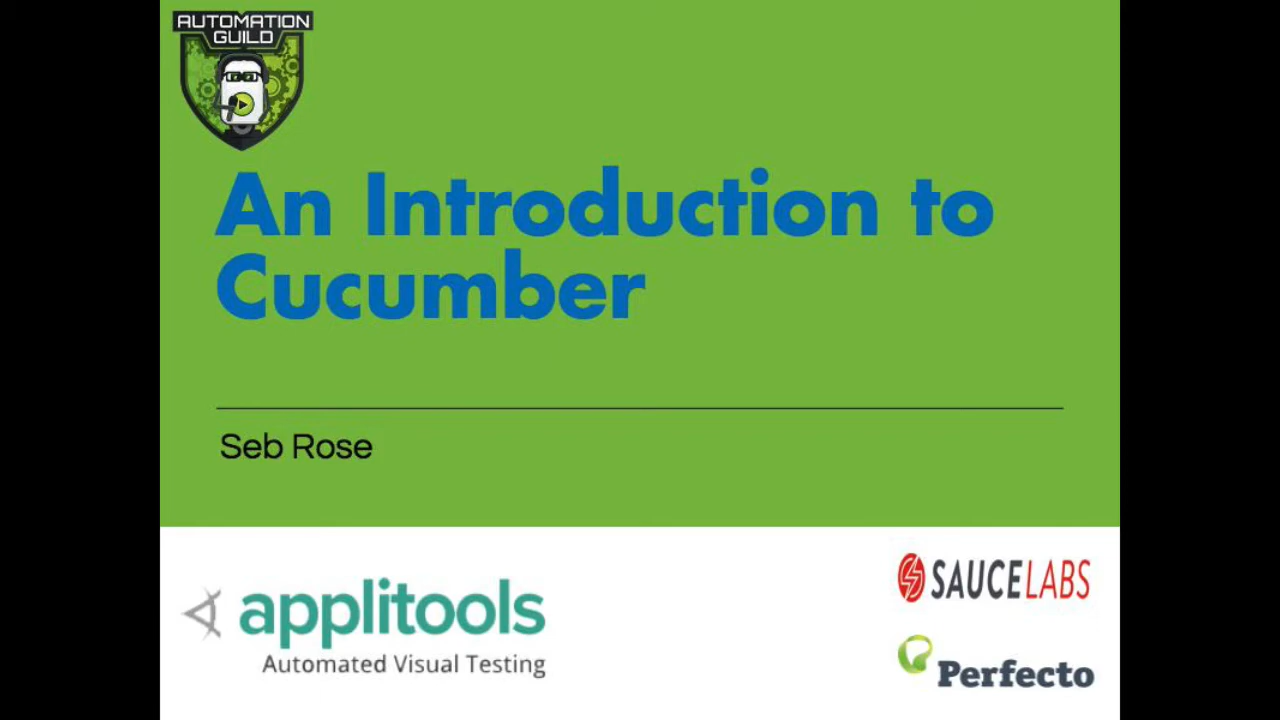 AUTOMATION
GUILD
An Introduction to
Cucumber
Seb Rose
applitools
Automated Visual Testing
SAUCELABS
Perfecto